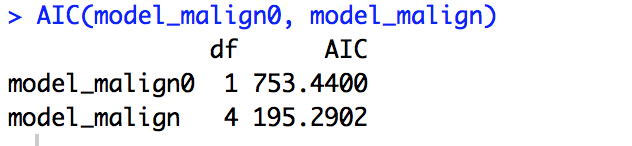 > AIC(model_malign0, model_malign)
df AIC
model_malign0 1 753.4400
model_malign 4 195.2902